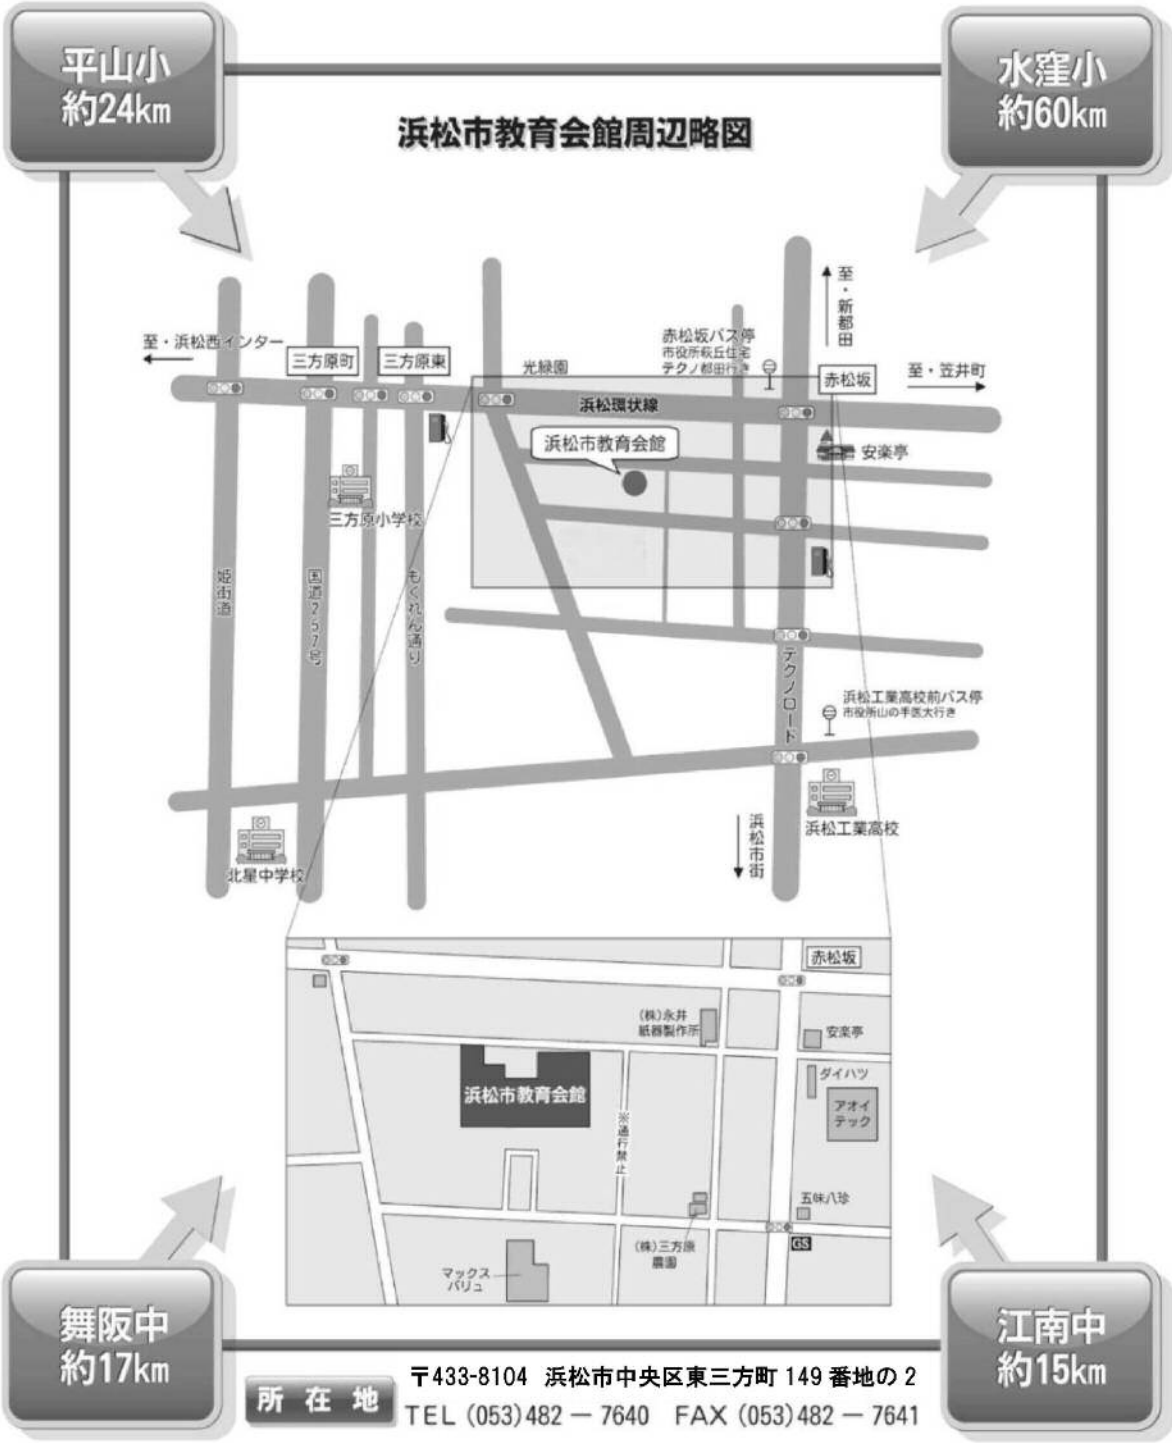 平山小
約24km
水窪小
約60km
浜松市教育会館周辺略図
至・新都田
至・浜松西インター
三方原町
三方原東
光緑園
赤松坂バス停
市役所萩丘住宅
テクノ都田行き
赤松坂
至・笠井町
浜松環状線
浜松市教育会館
安楽亭
三方原小学校
姫街道
国道257号
もくれん通り
テクノロード
浜松工業高校前バス停
市役所山の手医大行き
浜松工業高校
浜松市街
北星中学校
赤松坂
(株)永井
紙器製作所
安楽亭
ダイハツ
アオイ
テック
浜松市教育会館
※通行禁止
五味八珍
GS
(株)三方原
農園
マックス
バリュ
舞阪中
約17km
江南中
約15km
所在地
〒433-8104 浜松市中央区東三方町 149 番地の 2
TEL (053)482 － 7640 FAX (053)482 － 7641